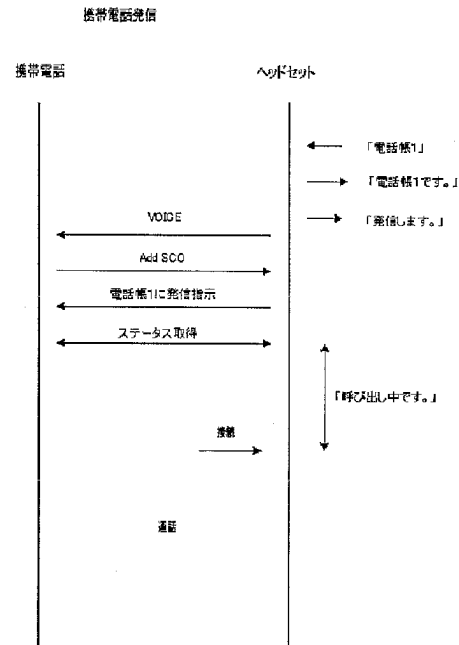 携帯電話発信
携帯電話
ヘッドセット
「電話帳1」
「電話帳1です。」
VOICE
「発信します。」
Add SCO
電話帳1に発信指示
ステータス取得
「呼び出し中です。」
接続
通話